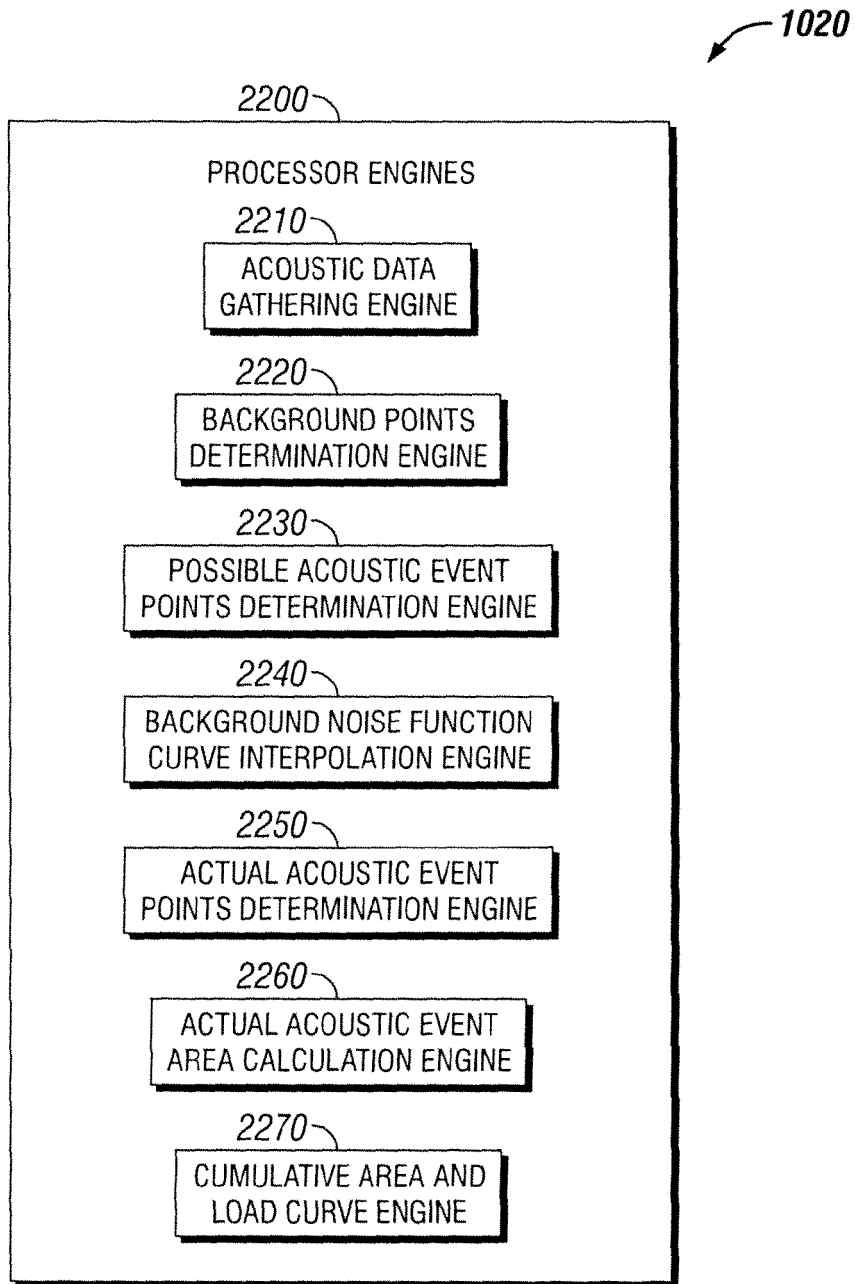 1020
2200
PROCESSOR ENGINES
2210
ACOUSTIC DATA
GATHERING ENGINE
2220
BACKGROUND POINTS
DETERMINATION ENGINE
2230
POSSIBLE ACOUSTIC EVENT
POINTS DETERMINATION ENGINE
2240
BACKGROUND NOISE FUNCTION
CURVE INTERPOLATION ENGINE
2250
ACTUAL ACOUSTIC EVENT
POINTS DETERMINATION ENGINE
2260
ACTUAL ACOUSTIC EVENT
AREA CALCULATION ENGINE
2270
CUMULATIVE AREA AND
LOAD CURVE ENGINE